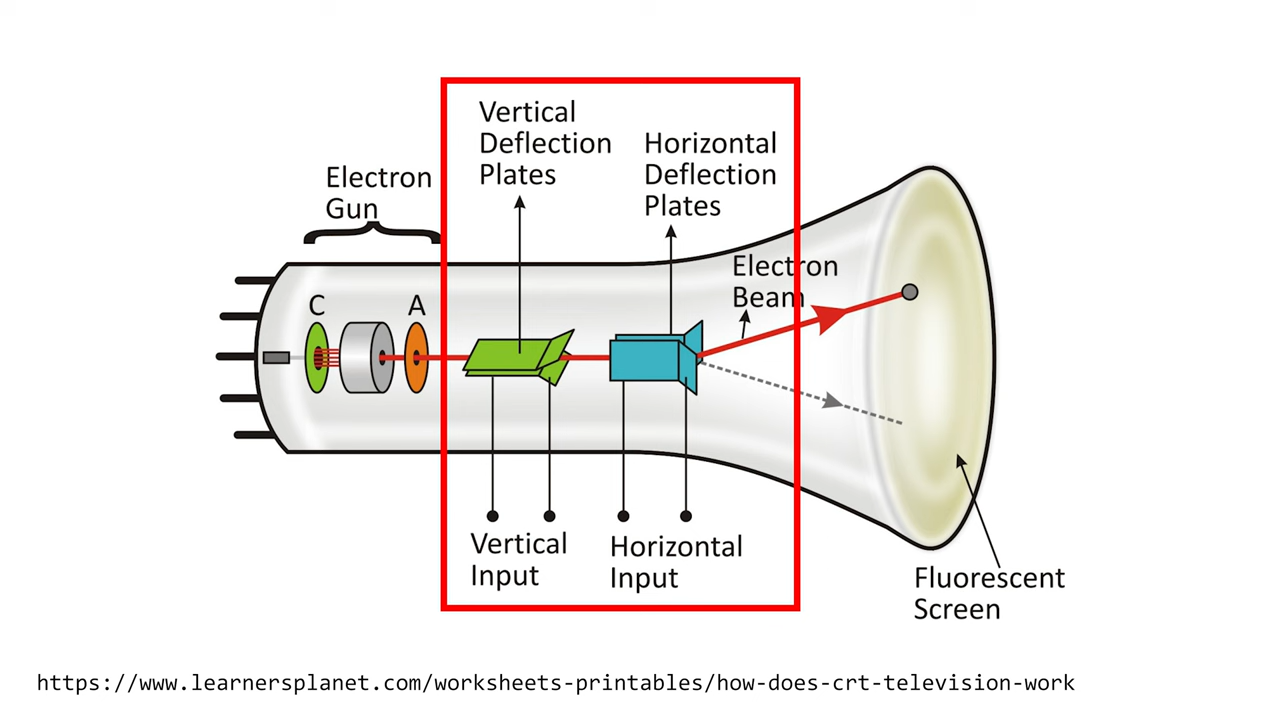 Vertical
Deflection
Plates
Horizontal
Deflection
Plates
Electron
Gun
Electron
Beam
C
A
Vertical
Input
Horizontal
Input
Fluorescent
Screen
https://www.learnersplanet.com/worksheets-printables/how-does-crt-television-work